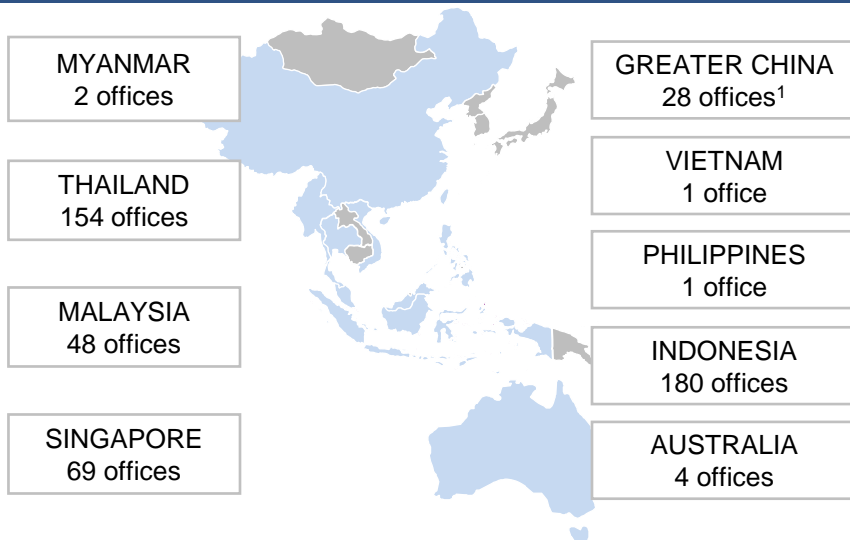 MYANMAR
2 offices
THAILAND
154 offices
MALAYSIA
48 offices
SINGAPORE
69 offices
GREATER CHINA
28 offices¹
VIETNAM
1 office
PHILIPPINES
1 office
INDONESIA
180 offices
AUSTRALIA
4 offices